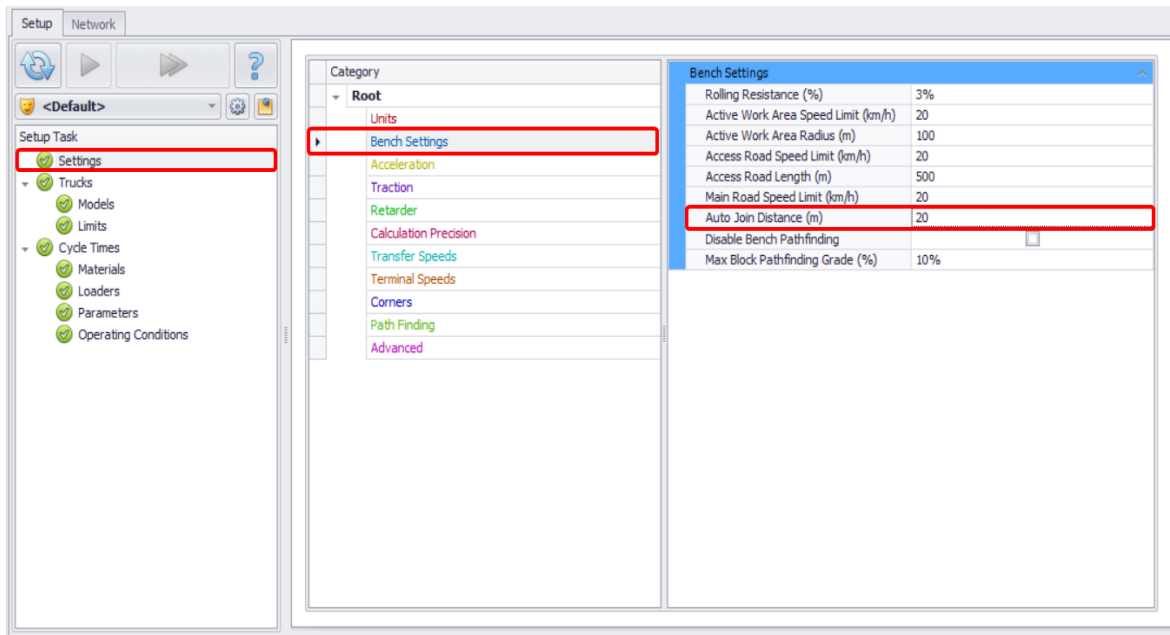 Setup Network
<Default>
Setup Task
Settings
Trucks
Models
Limits
Cycle Times
Materials
Loaders
Parameters
Operating Conditions
Category
Root
Units
Bench Settings
Acceleration
Traction
Retarder
Calculation Precision
Transfer Speeds
Terminal Speeds
Corners
Path Finding
Advanced
Bench Settings
Rolling Resistance (%) 3%
Active Work Area Speed Limit (km/h) 20
Active Work Area Radius (m) 100
Access Road Speed Limit (km/h) 20
Access Road Length (m) 500
Main Road Speed Limit (km/h) 20
Auto Join Distance (m) 20
Disable Bench Pathfinding
Max Block Pathfinding Grade (%) 10%